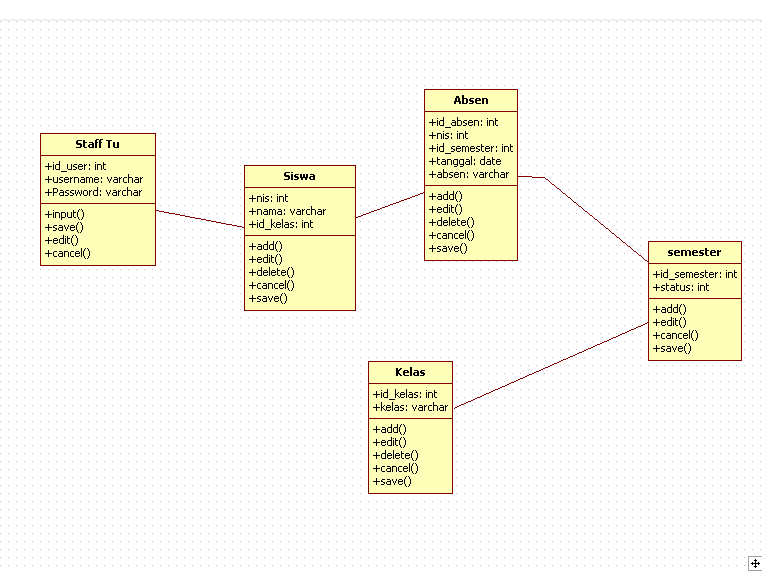 Staff Tu
+id_user: int
+username: varchar
+Password: varchar
+input()
+save()
+edit()
+cancel()
Siswa
+nis: int
+nama: varchar
+id_kelas: int
+add()
+edit()
+delete()
+cancel()
+save()
Absen
+id_absen: int
+nis: int
+id_semester: int
+tanggal: date
+absen: varchar
+add()
+edit()
+delete()
+cancel()
+save()
semester
+id_semester: int
+status: int
+add()
+edit()
+cancel()
+save()
Kelas
+id_kelas: int
+kelas: varchar
+add()
+edit()
+delete()
+cancel()
+save()